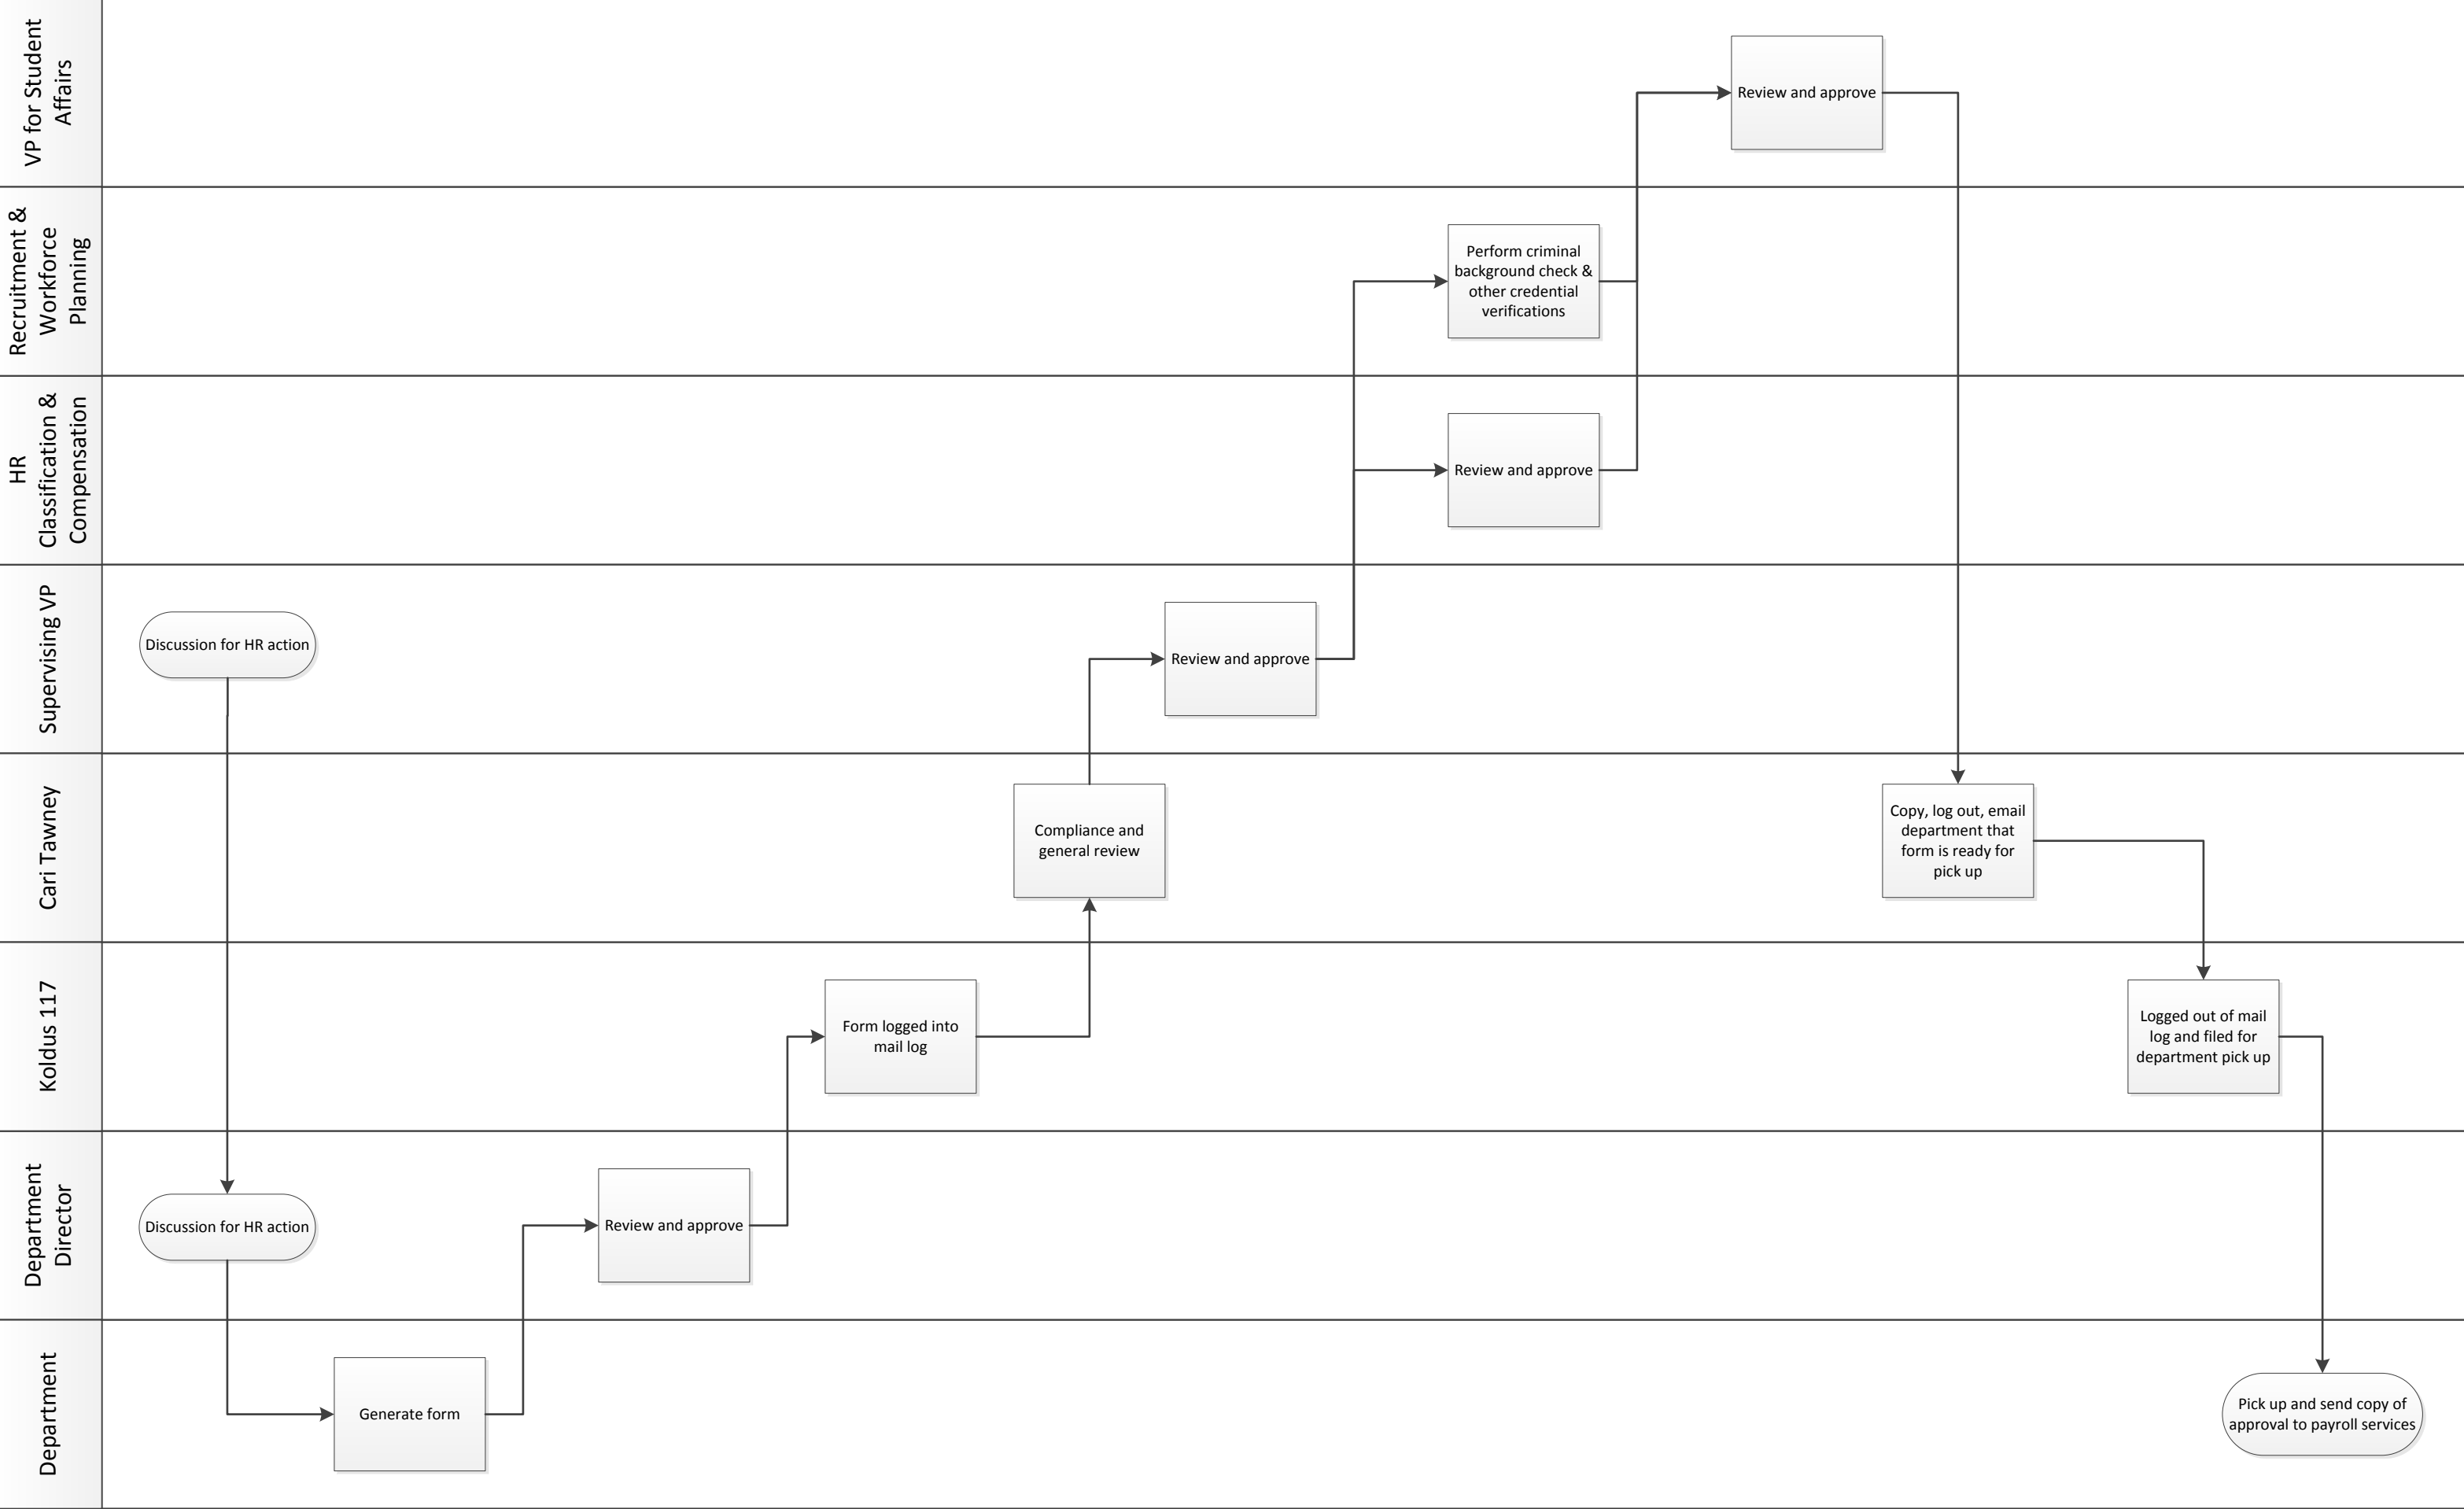 VP for Student
Affairs
Review and approve
Recruitment &
Workforce
Planning
Perform criminal
background check &
other credential
verifications
HR
Classification &
Compensation
Review and approve
Supervising VP
Discussion for HR action
Review and approve
Cari Tawney
Compliance and
general review
Copy, log out, email
department that
form is ready for
pick up
Koldus 117
Form logged into
mail log
Logged out of mail
log and filed for
department pick up
Department
Director
Discussion for HR action
Review and approve
Department
Generate form
Pick up and send copy of
approval to payroll services